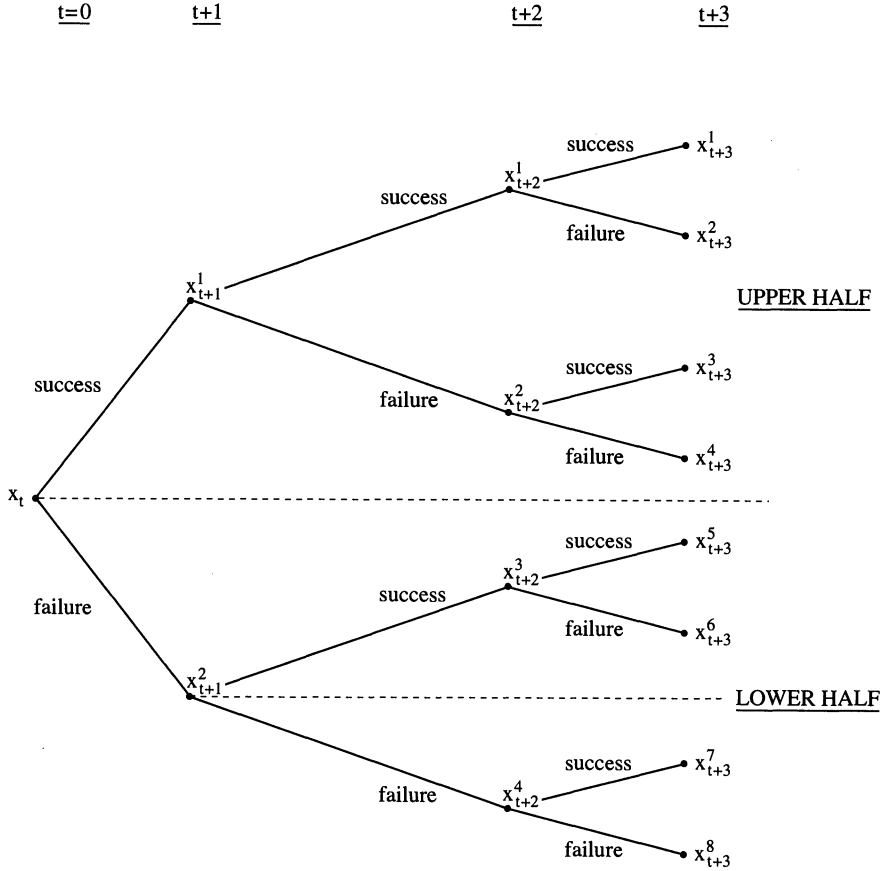 t=0 t+1 t+2 t+3
success x¹ₜ₊₃
x¹ₜ₊₂
success
failure x²ₜ₊₃
x¹ₜ₊₁
UPPER HALF
success x³ₜ₊₃
success
x²ₜ₊₂
failure
failure x⁴ₜ₊₃
xₜ
success x⁵ₜ₊₃
x³ₜ₊₂
success
failure
failure x⁶ₜ₊₃
x²ₜ₊₁
LOWER HALF
success x⁷ₜ₊₃
x⁴ₜ₊₂
failure
failure x⁸ₜ₊₃